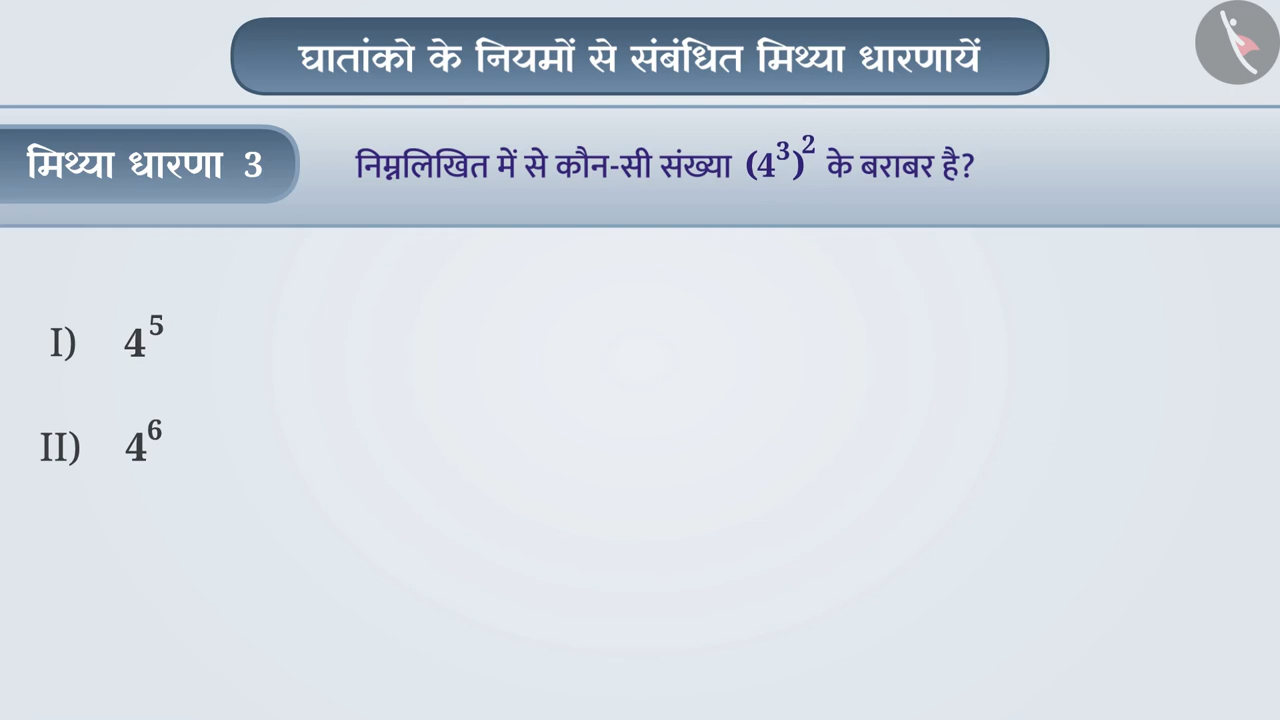 घातांको के नियमों से संबंधित मिथ्या धारणायें
मिथ्या धारणा 3
निम्नलिखित में से कौन-सी संख्या (4³)² के बराबर है?
I) 4⁵
II) 4⁶